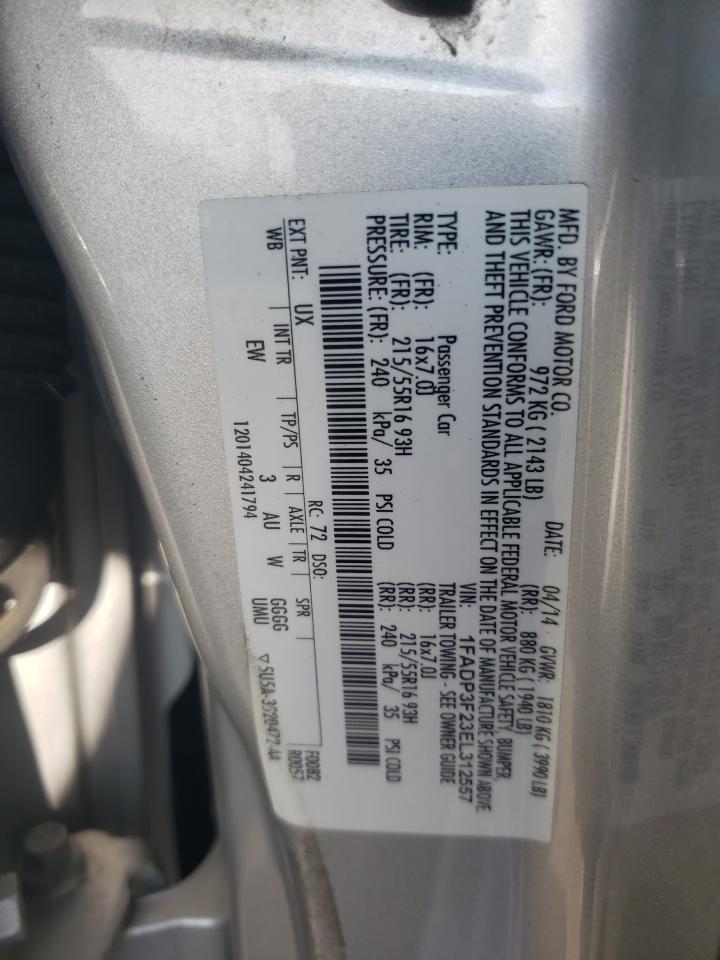 MFD. BY FORD MOTOR CO.
DATE: 04/14 GVWR: 1810 KG ( 3990 LB)
GAWR: (FR): 972 KG ( 2143 LB) (RR): 880 KG ( 1940 LB)
THIS VEHICLE CONFORMS TO ALL APPLICABLE FEDERAL MOTOR VEHICLE SAFETY, BUMPER
AND THEFT PREVENTION STANDARDS IN EFFECT ON THE DATE OF MANUFACTURE SHOWN ABOVE
VIN: 1FADP3F23EL312557
TYPE: Passenger Car TRAILER TOWING - SEE OWNER GUIDE
RIM: (FR): 16x7.0J (RR): 16x7.0J
TIRE: (FR): 215/55R16 93H (RR): 215/55R16 93H
PRESSURE: (FR): 240 kPa/ 35 PSI COLD (RR): 240 kPa/ 35 PSI COLD
EXT PNT: UX RC: 72 DSO: F0082
WB | INT TR | TP/PS | R | AXLE | TR | SPR R0057
EW 3 AU W GGGG
UMU
1201404241794 ▽5U5A-3520472-AA